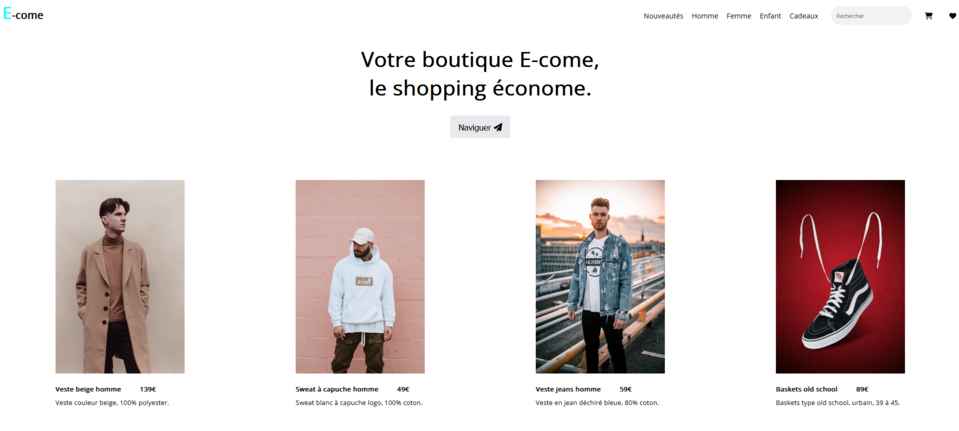 E-come
Nouveautés Homme Femme Enfant Cadeaux Rechercher
Votre boutique E-come,
le shopping économe.
Naviguer
Veste beige homme 139€
Veste couleur beige, 100% polyester.
Sweat à capuche homme 49€
Sweat blanc à capuche logo, 100% coton.
Veste jeans homme 59€
Veste en jean déchiré bleue, 80% coton.
Baskets old school 89€
Baskets type old school, urbain, 39 à 45.